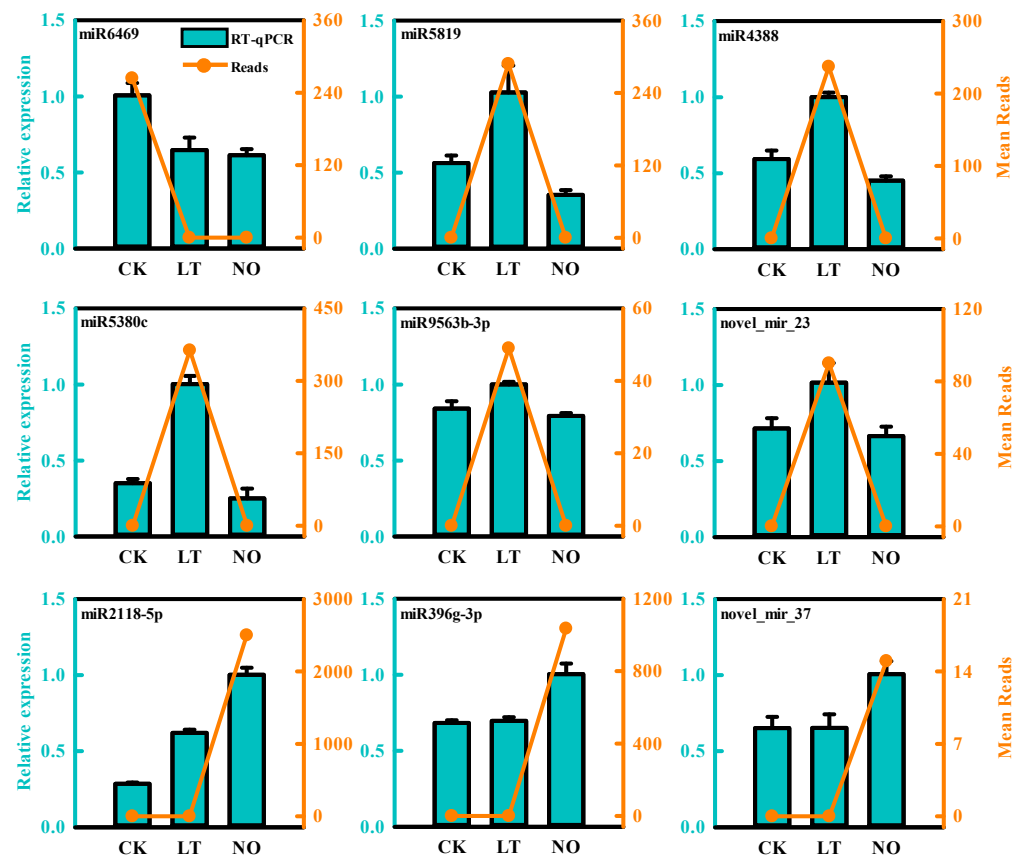 1.5
miR6469
RT-qPCR
Reads
360
1.0
240
0.5
120
0.0
0
CK LT NO
Relative expression
1.5
miR5819
360
1.0
240
0.5
120
0.0
0
CK LT NO
1.5
miR4388
300
1.0
200
0.5
100
0.0
0
CK LT NO
Mean Reads
1.5
miR5380c
450
1.0
300
0.5
150
0.0
0
CK LT NO
Relative expression
1.5
miR9563b-3p
60
1.0
40
0.5
20
0.0
0
CK LT NO
1.5
novel_mir_23
120
1.0
80
0.5
40
0.0
0
CK LT NO
Mean Reads
1.5
miR2118-5p
3000
1.0
2000
0.5
1000
0.0
0
CK LT NO
Relative expression
1.5
miR396g-3p
1200
1.0
800
0.5
400
0.0
0
CK LT NO
1.5
novel_mir_37
21
1.0
14
0.5
7
0.0
0
CK LT NO
Mean Reads